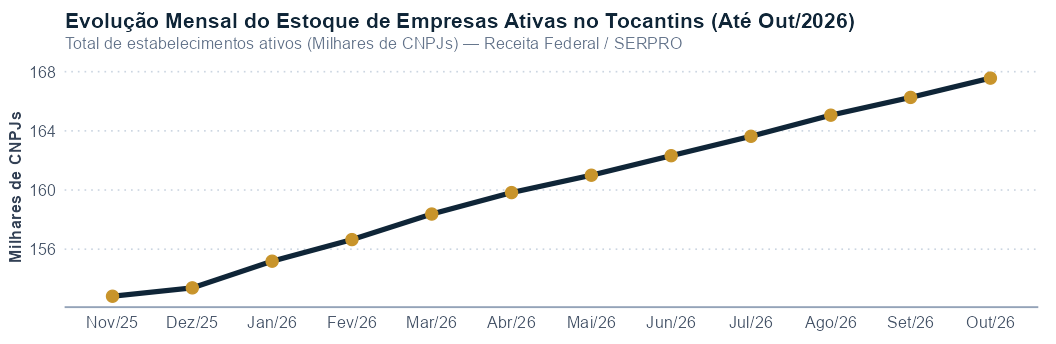 Evolução Mensal do Estoque de Empresas Ativas no Tocantins (Até Out/2026)
Total de estabelecimentos ativos (Milhares de CNPJs) — Receita Federal / SERPRO
Milhares de CNPJs
168
164
160
156
Nov/25 Dez/25 Jan/26 Fev/26 Mar/26 Abr/26 Mai/26 Jun/26 Jul/26 Ago/26 Set/26 Out/26